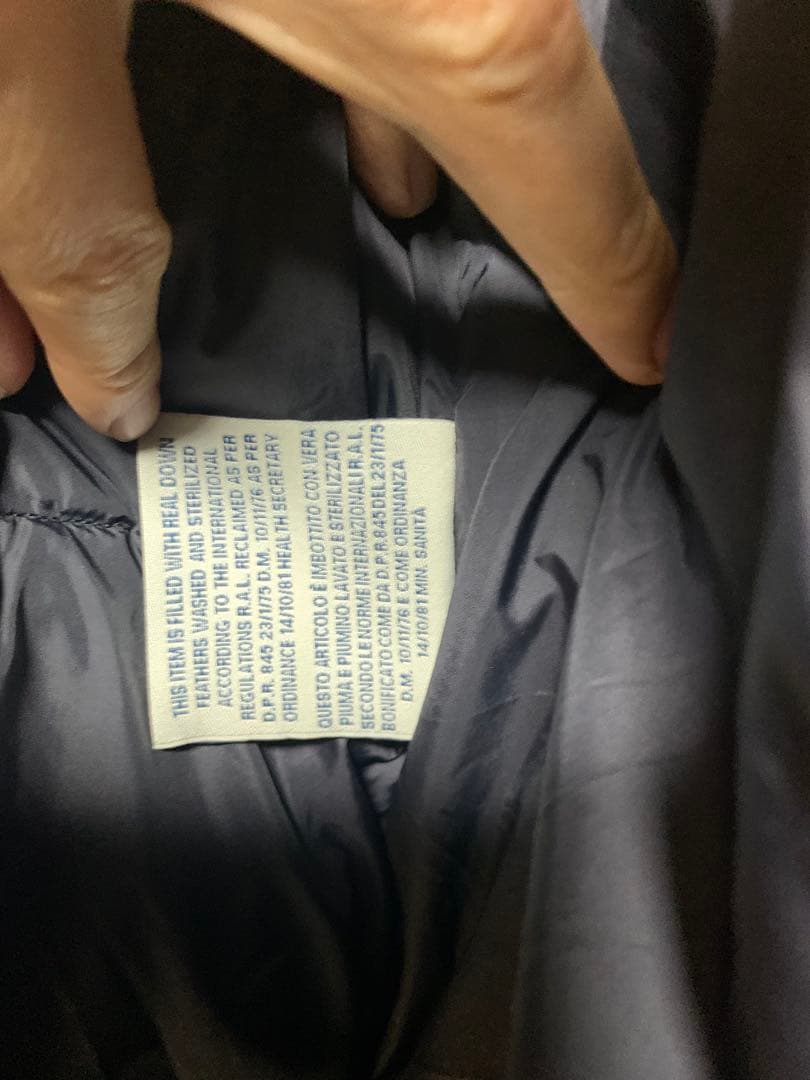 THIS ITEM IS FILLED WITH REAL DOWN
FEATHERS WASHED AND STERILIZED
ACCORDING TO THE INTERNATIONAL
REGULATIONS R.A.L. RECLAIMED AS PER
D.P.R. 845 23/1/75 D.M. 10/11/76 AS PER
ORDINANCE 14/10/81 HEALTH SECRETARY
QUESTO ARTICOLO È IMBOTTITO CON VERA
PIUMA E PIUMINO LAVATO E STERILIZZATO
SECONDO LE NORME INTERNAZIONALI R.A.L.
BONIFICATO COME DA D.P.R. 845 DEL 23/1/75
D.M. 10/11/76 E COME ORDINANZA
14/10/81 MIN. SANITÀ